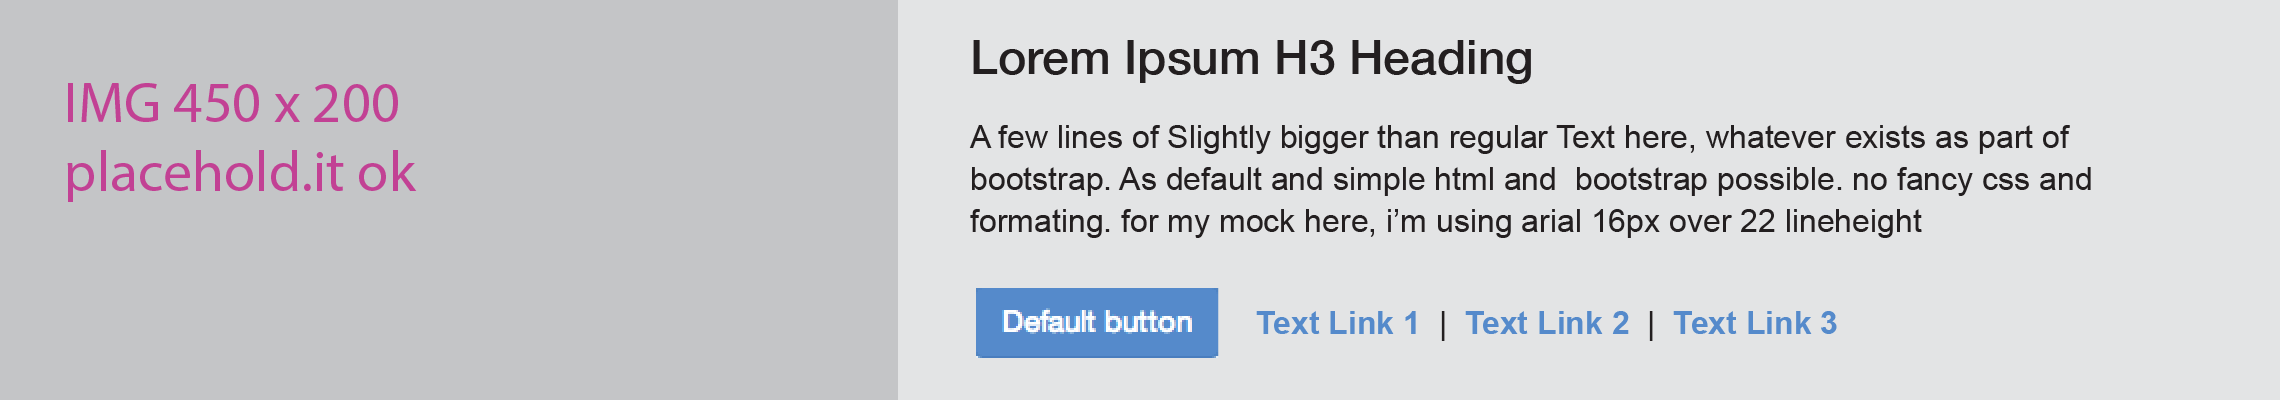 IMG 450 x 200
placehold.it ok
Lorem Ipsum H3 Heading
A few lines of Slightly bigger than regular Text here, whatever exists as part of
bootstrap. As default and simple html and  bootstrap possible. no fancy css and
formating. for my mock here, i’m using arial 16px over 22 lineheight
Default button
Text Link 1 | Text Link 2 | Text Link 3